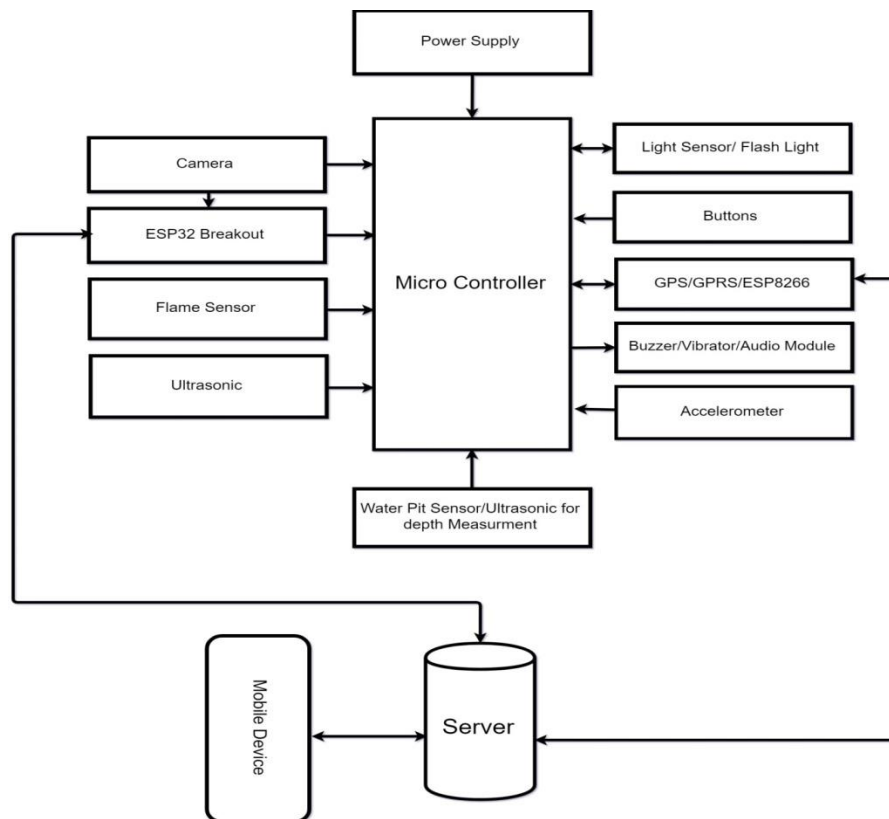 Power Supply
Camera
ESP32 Breakout
Flame Sensor
Ultrasonic
Micro Controller
Light Sensor/ Flash Light
Buttons
GPS/GPRS/ESP8266
Buzzer/Vibrator/Audio Module
Accelerometer
Water Pit Sensor/Ultrasonic for
depth Measurment
Mobile Device
Server